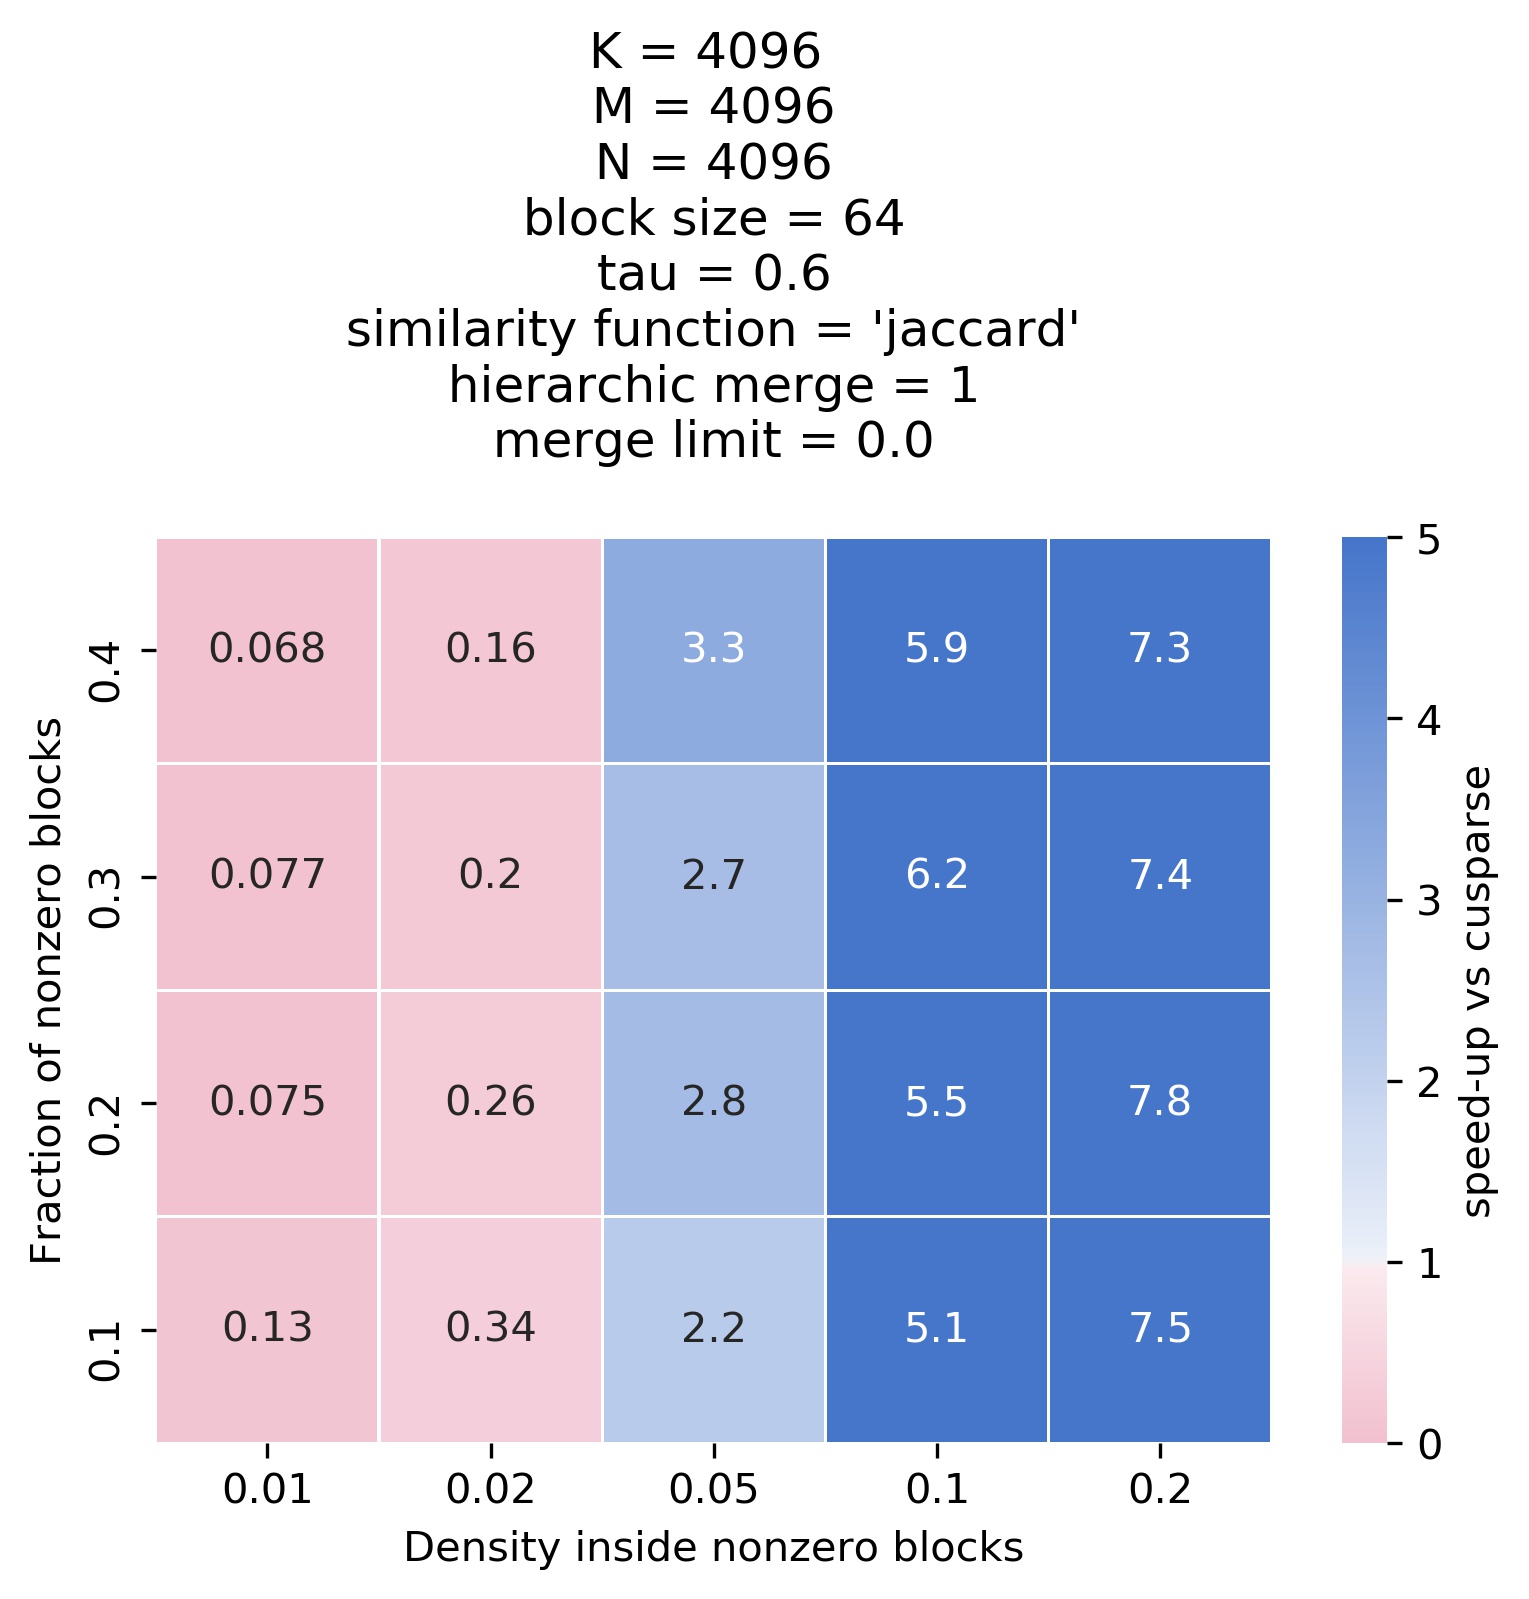 K = 4096
M = 4096
N = 4096
block size = 64
tau = 0.6
similarity function = 'jaccard'
hierarchic merge = 1
merge limit = 0.0
Fraction of nonzero blocks
0.4 0.068 0.16 3.3 5.9 7.3
0.3 0.077 0.2 2.7 6.2 7.4
0.2 0.075 0.26 2.8 5.5 7.8
0.1 0.13 0.34 2.2 5.1 7.5
0.01 0.02 0.05 0.1 0.2
Density inside nonzero blocks
5
4
3
2
1
0
speed-up vs cusparse